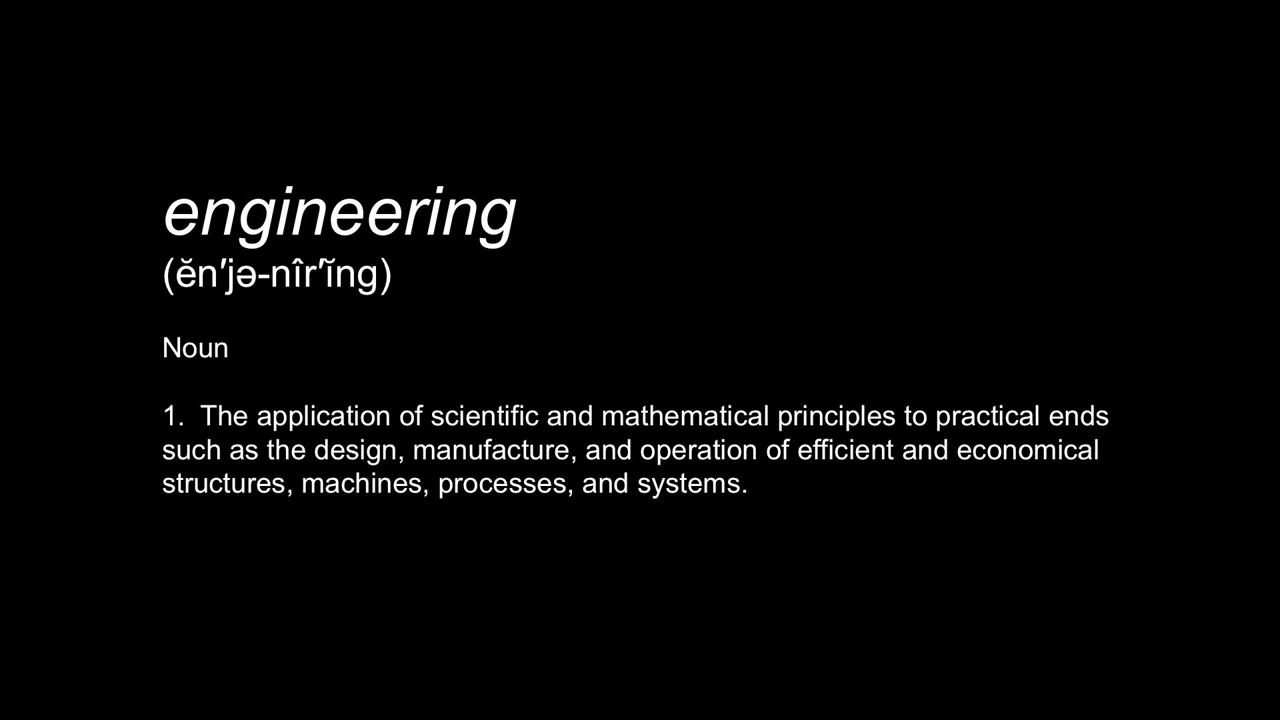 engineering
(ĕn′jə-nîr′ĭng)
Noun
1.  The application of scientific and mathematical principles to practical ends
such as the design, manufacture, and operation of efficient and economical
structures, machines, processes, and systems.